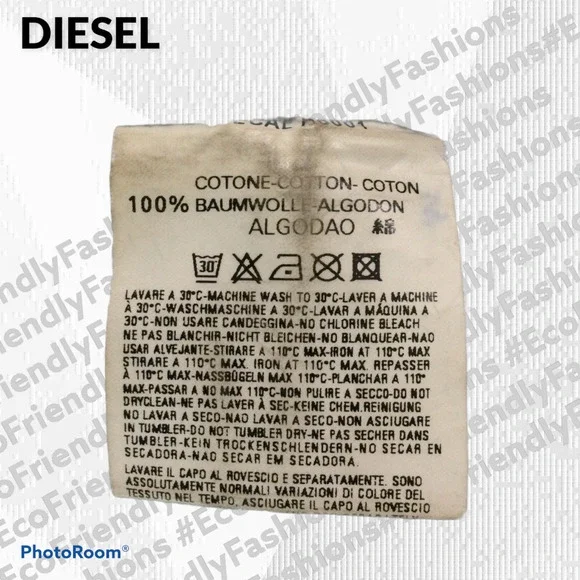 DIESEL
COTONE-COTTON-COTON
100% BAUMWOLLE-ALGODON
ALGODAO 綿
30
LAVARE A 30°C-MACHINE WASH TO 30°C-LAVER A MACHINE
À 30°C-WASCHMASCHINE A 30°C-LAVAR A MÁQUINA A
30°C-NON USARE CANDEGGINA-NO CHLORINE BLEACH
NE PAS BLANCHIR-NICHT BLEICHEN-NO BLANQUEAR-NAO
USAR ALVEJANTE-STIRARE A 110°C MAX-IRON AT 110°C MAX
STIRARE A 110°C MAX. IRON AT 110°C MAX. REPASSER
À 110°C MAX-NASSBÜGELN MAX 110°C-PLANCHAR A 110°
MAX-PASSAR A NO MAX 110°C-NON PULIRE A SECCO-DO NOT
DRYCLEAN-NE PAS LAVER À SEC-KEINE CHEM.REINIGUNG
NO LAVAR A SECO-NAO LAVAR A SECO-NON ASCIUGARE
IN TUMBLER-DO NOT TUMBLER DRY-NE PAS SECHER DANS
TUMBLER-KEIN TROCKENSCHLENDERN-NO SECAR EN
SECADORA-NAO SECAR EM SECADORA.
LAVARE IL CAPO AL ROVESCIO E SEPARATAMENTE. SONO
ASSOLUTAMENTE NORMALI VARIAZIONI DI COLORE DEL
TESSUTO NEL TEMPO, ASCIUGARE IL CAPO AL ROVESCIO
#EcoFriendlyFashions
PhotoRoom®